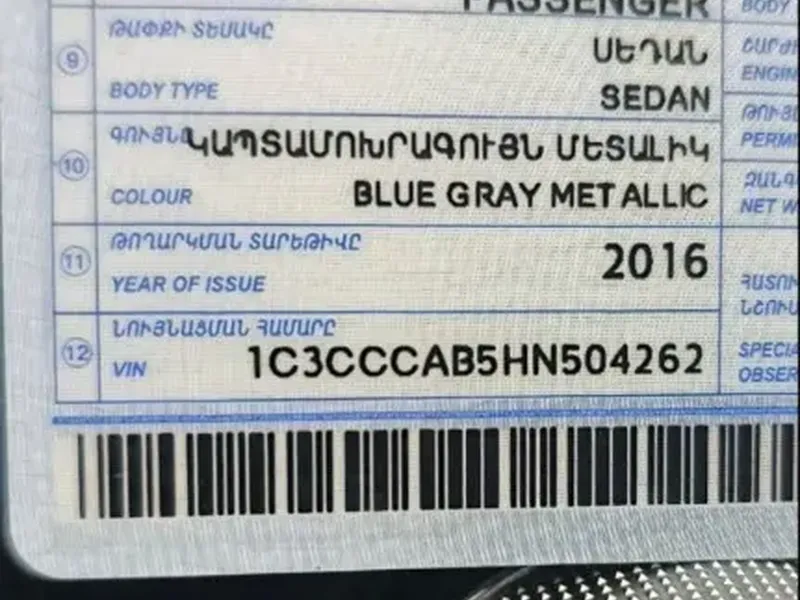 PASSENGER
BODY
9
ԹԱՓՔԻ ՏԵՍԱԿԸ
ՍԵԴԱՆ
BODY TYPE
SEDAN
ENGIN
10
ԳՈՒՅՆԸ
ԿԱՊՏԱՄՈԽՐԱԳՈՒՅՆ ՄԵՏԱԼԻԿ
PERMI
COLOUR
BLUE GRAY METALLIC
NET W
11
ԹՈՂԱՐԿՄԱՆ ՏԱՐԵԹԻՎԸ
YEAR OF ISSUE
2016
12
ՆՈՒՅՆԱՑՄԱՆ ՀԱՄԱՐԸ
VIN
1C3CCCAB5HN504262
SPECIA
OBSER